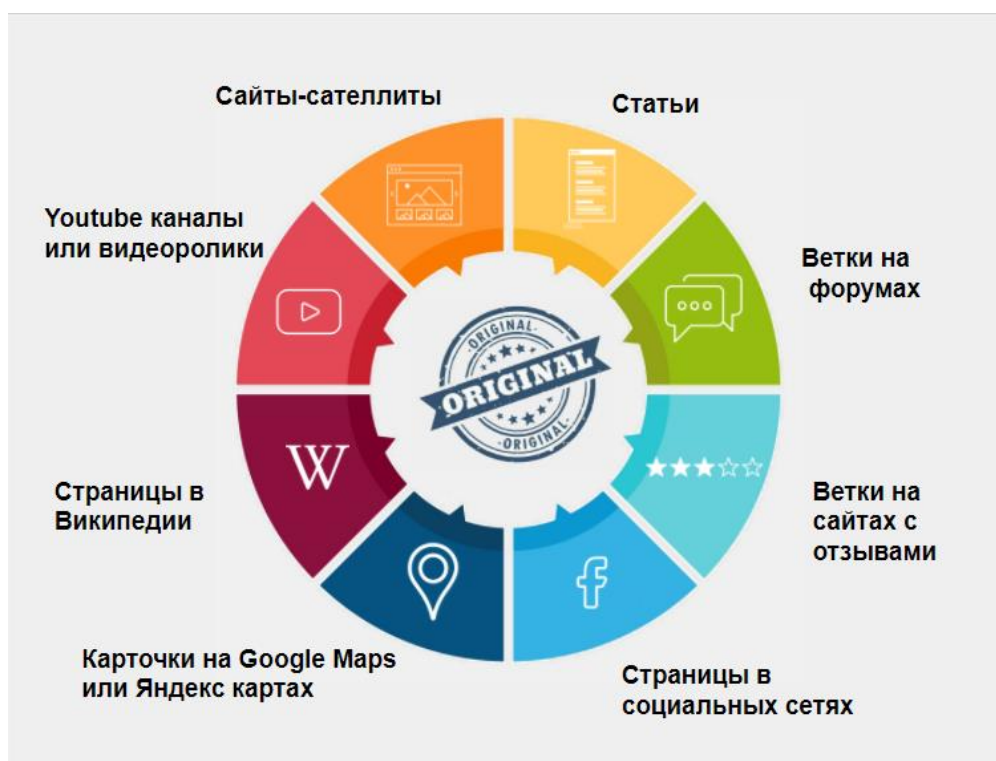 Сайты-сателлиты
Статьи
Youtube каналы
или видеоролики
Ветки на
форумах
·ORIGINAL·
ORIGINAL
·ORIGINAL·
W
Страницы в
Википедии
Ветки на
сайтах с
отзывами
f
Карточки на Google Maps
или Яндекс картах
Страницы в
социальных сетях